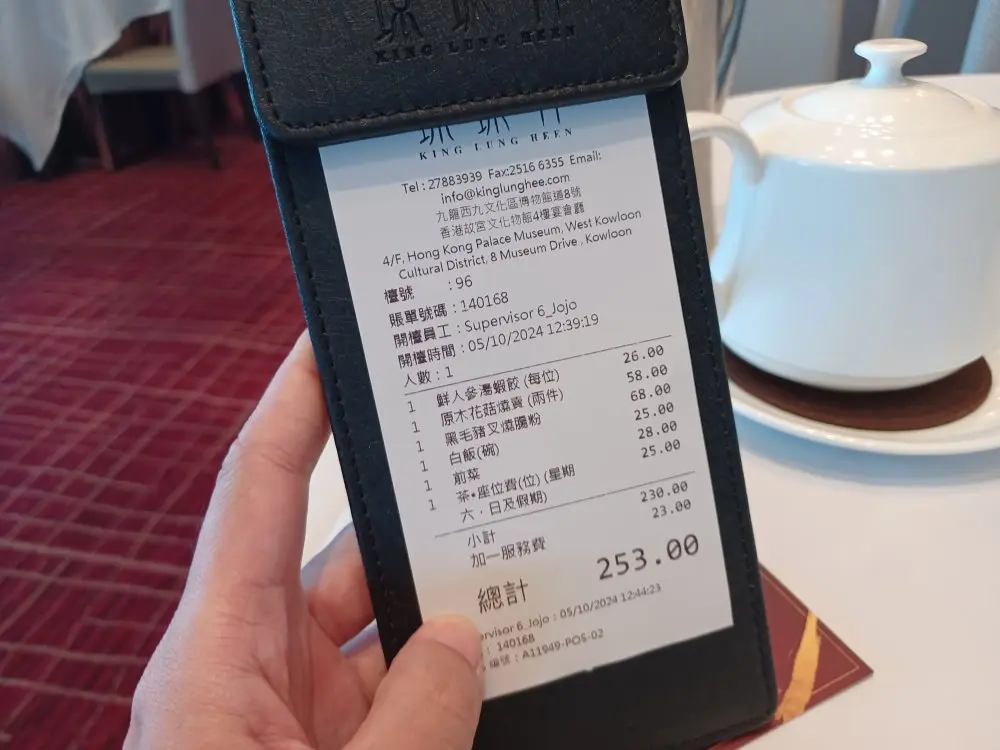 KING LUNG HEEN
KING LUNG HEEN
Tel : 27883939 Fax:2516 6355 Email:
info@kinglunghee.com
九龍西九文化區博物館道8號
香港故宮文化物館4樓宴會廳
4/F, Hong Kong Palace Museum, West Kowloon
Cultural District, 8 Museum Drive , Kowloon
檯號 : 96
賬單號碼 : 140168
開檯員工 : Supervisor 6_Jojo
開檯時間 : 05/10/2024 12:39:19
人數 : 1
1 鮮人參湯蝦餃 (每位) 26.00
1 原木花菇燒賣 (兩件) 58.00
1 黑毛豬叉燒腸粉 68.00
1 白飯(碗) 25.00
1 前菜 28.00
1 茶•座位費(位) (星期 25.00
六．日及假期)
小計 230.00
加一服務費 23.00
總計 253.00
ervisor 6_Jojo : 05/10/2024 12:44:23
: 140168
編號 : A11949-POS-02